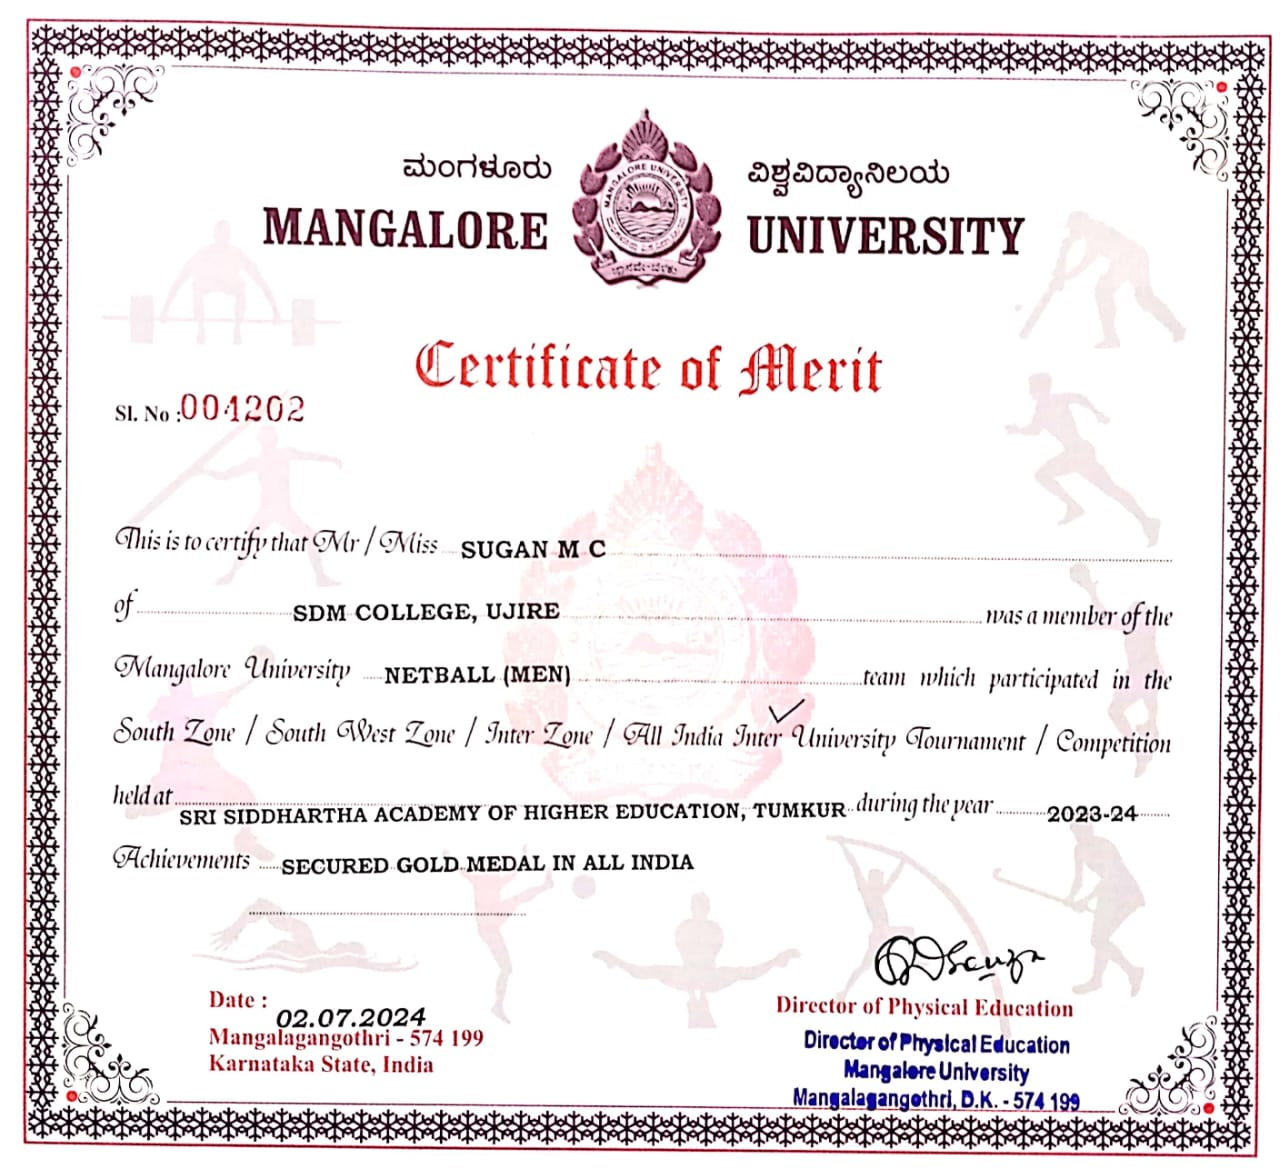 ಮಂಗಳೂರು ವಿಶ್ವವಿದ್ಯಾನಿಲಯ
MANGALORE UNIVERSITY
MANGALORE UNIVERSITY
Certificate of Merit
Sl. No :001202
This is to certify that Mr / Miss SUGAN M C
of SDM COLLEGE, UJIRE was a member of the
Mangalore University NETBALL (MEN) team which participated in the
South Zone / South West Zone / Inter Zone / All India Inter University Tournament / Competition
held at SRI SIDDHARTHA ACADEMY OF HIGHER EDUCATION, TUMKUR during the year 2023-24
Achievements SECURED GOLD MEDAL IN ALL INDIA
Date : 02.07.2024
Mangalagangothri - 574 199
Karnataka State, India
Director of Physical Education
Director of Physical Education
Mangalore University
Mangalagangothri, D.K. - 574 199